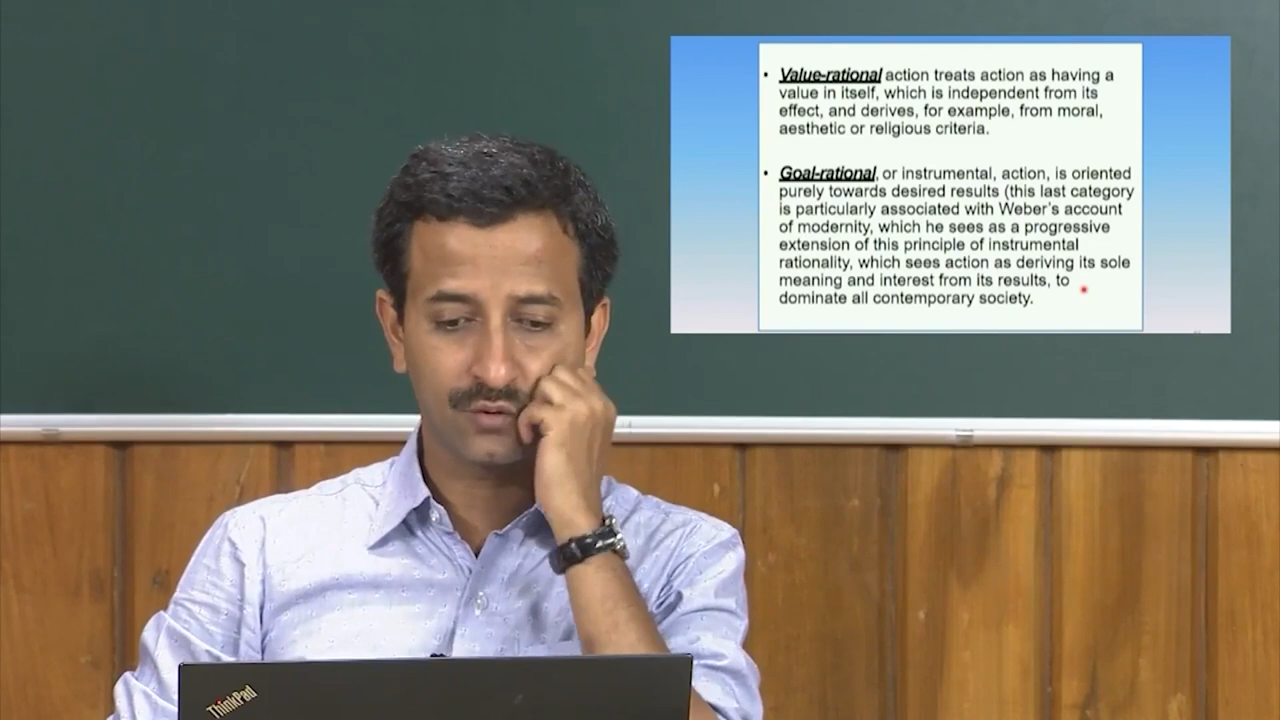 • Value-rational action treats action as having a
value in itself, which is independent from its
effect, and derives, for example, from moral,
aesthetic or religious criteria.
• Goal-rational, or instrumental, action, is oriented
purely towards desired results (this last category
is particularly associated with Weber's account
of modernity, which he sees as a progressive
extension of this principle of instrumental
rationality, which sees action as deriving its sole
meaning and interest from its results, to
dominate all contemporary society.
ThinkPad